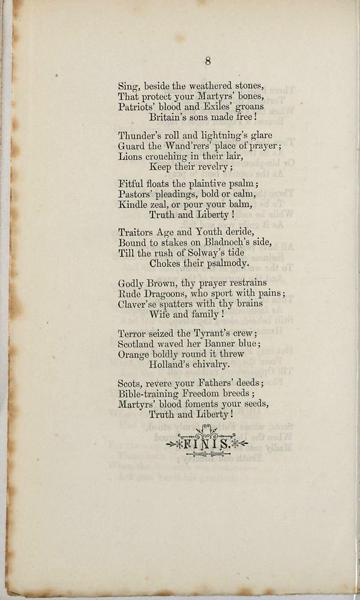 8
Sing, beside the weathered stones,
That protect your Martyrs' bones,
Patriots' blood and Exiles' groans
Britain's sons made free!
Thunder's roll and lightning's glare
Guard the Wand'rers' place of prayer;
Lions crouching in their lair,
Keep their revelry;
Fitful floats the plaintive psalm;
Pastors' pleadings, bold or calm,
Kindle zeal, or pour your balm,
Truth and Liberty!
Traitors Age and Youth deride,
Bound to stakes on Bladnoch's side,
Till the rush of Solway's tide
Chokes their psalmody.
Godly Brown, thy prayer restrains
Rude Dragoons, who sport with pains;
Claver'se spatters with thy brains
Wife and family!
Terror seized the Tyrant's crew;
Scotland waved her Banner blue;
Orange boldly round it threw
Holland's chivalry.
Scots, revere your Fathers' deeds;
Bible-training Freedom breeds;
Martyrs' blood foments your seeds,
Truth and Liberty!
FINIS.